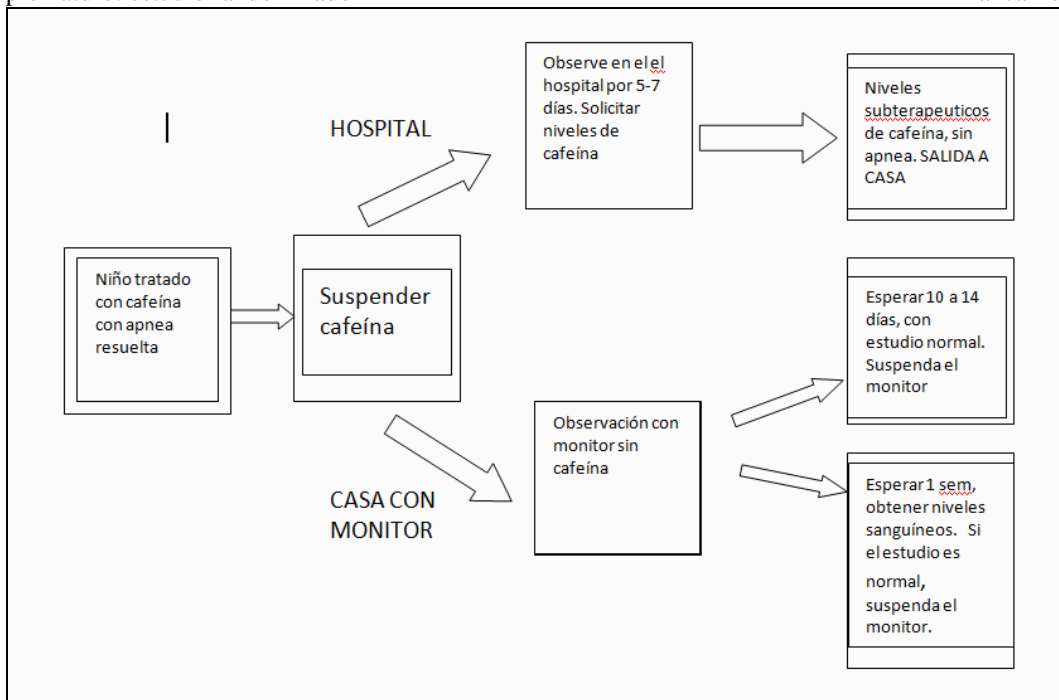 Niño tratado
con cafeína
con apnea
resuelta
Suspender
cafeína
HOSPITAL
Observe en el el
hospital por 5-7
días. Solicitar
niveles de
cafeína
Niveles
subterapeuticos
de cafeína, sin
apnea. SALIDA A
CASA
CASA CON
MONITOR
Observación con
monitor sin
cafeína
Esperar 10 a 14
días, con
estudio normal.
Suspenda el
monitor
Esperar 1 sem,
obtener niveles
sanguíneos. Si
el estudio es
normal,
suspenda el
monitor.